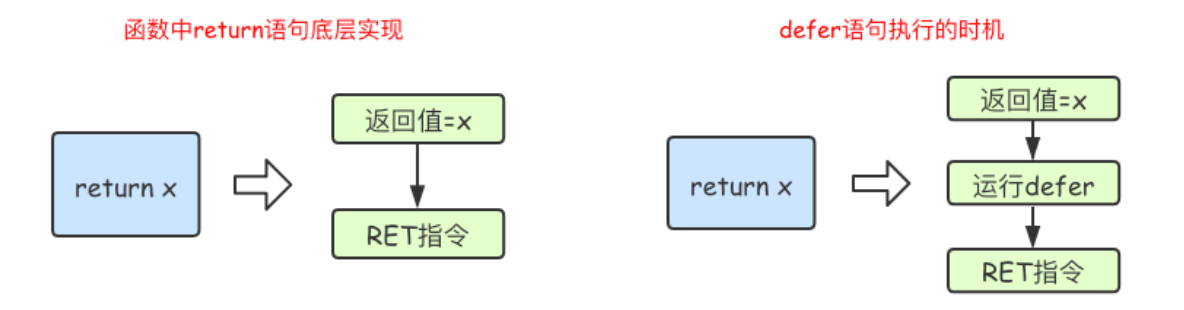 函数中return语句底层实现
return x
返回值=x
RET指令
defer语句执行的时机
return x
返回值=x
运行defer
RET指令